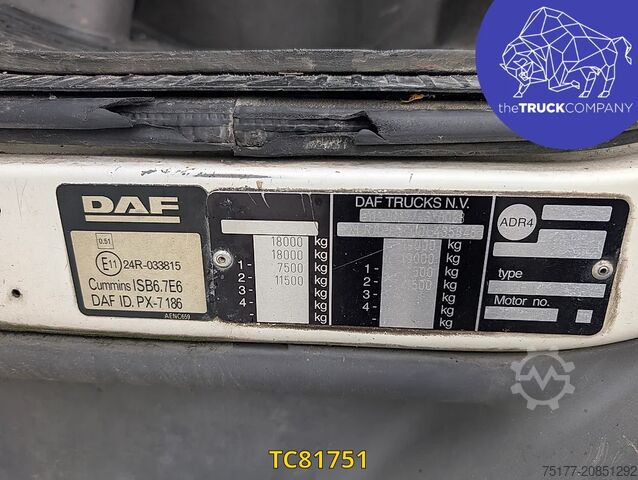 theTRUCKCOMPANY
DAF
0.51
E11 24R-033815
Cummins ISB6.7E6
DAF ID. PX-7 186
AENC669
18000 kg
18000 kg
1- 7500 kg
2- 11500 kg
3- kg
4- kg
kg
DAF TRUCKS N.V.
kg
kg
1- kg
2- kg
3- kg
4- kg
kg
ADR4
type
Motor no.
TC81751
75177-20851292